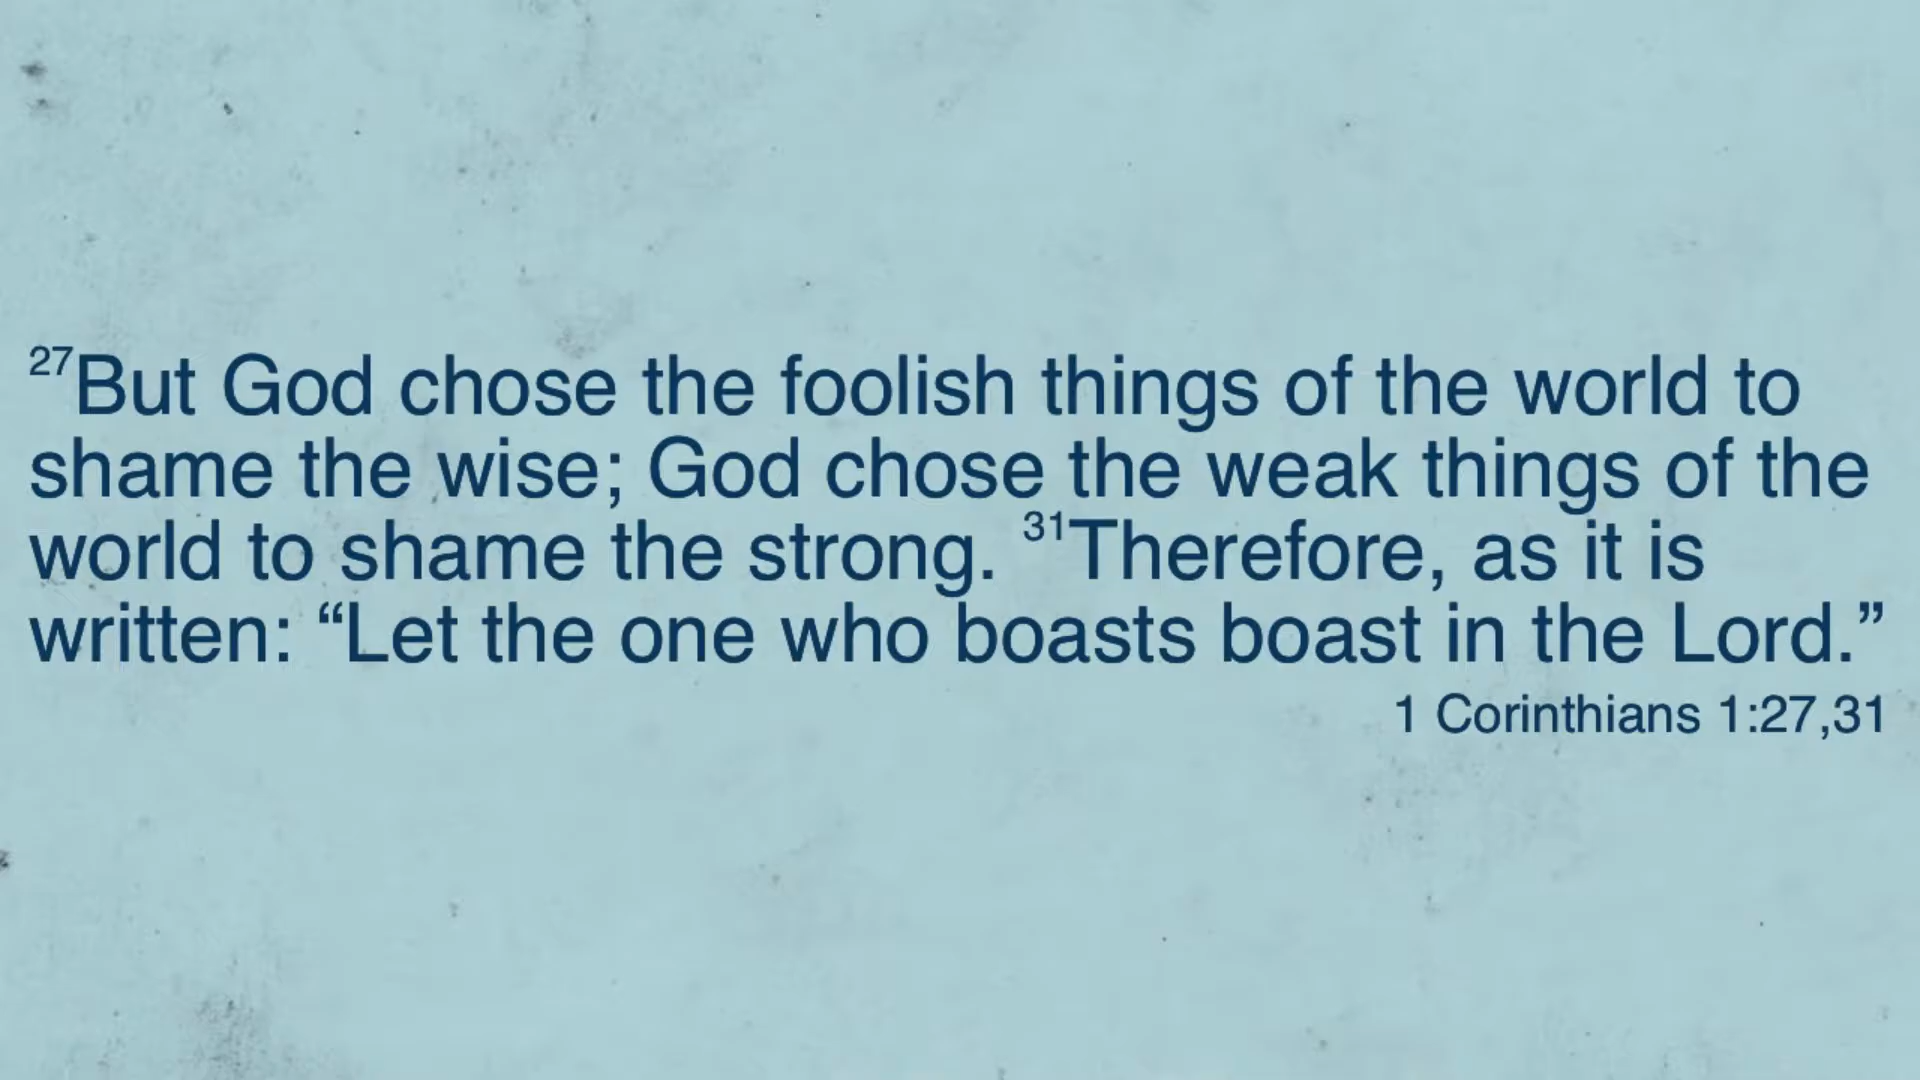 27But God chose the foolish things of the world to
shame the wise; God chose the weak things of the
world to shame the strong. 31Therefore, as it is
written: “Let the one who boasts boast in the Lord.”
1 Corinthians 1:27,31